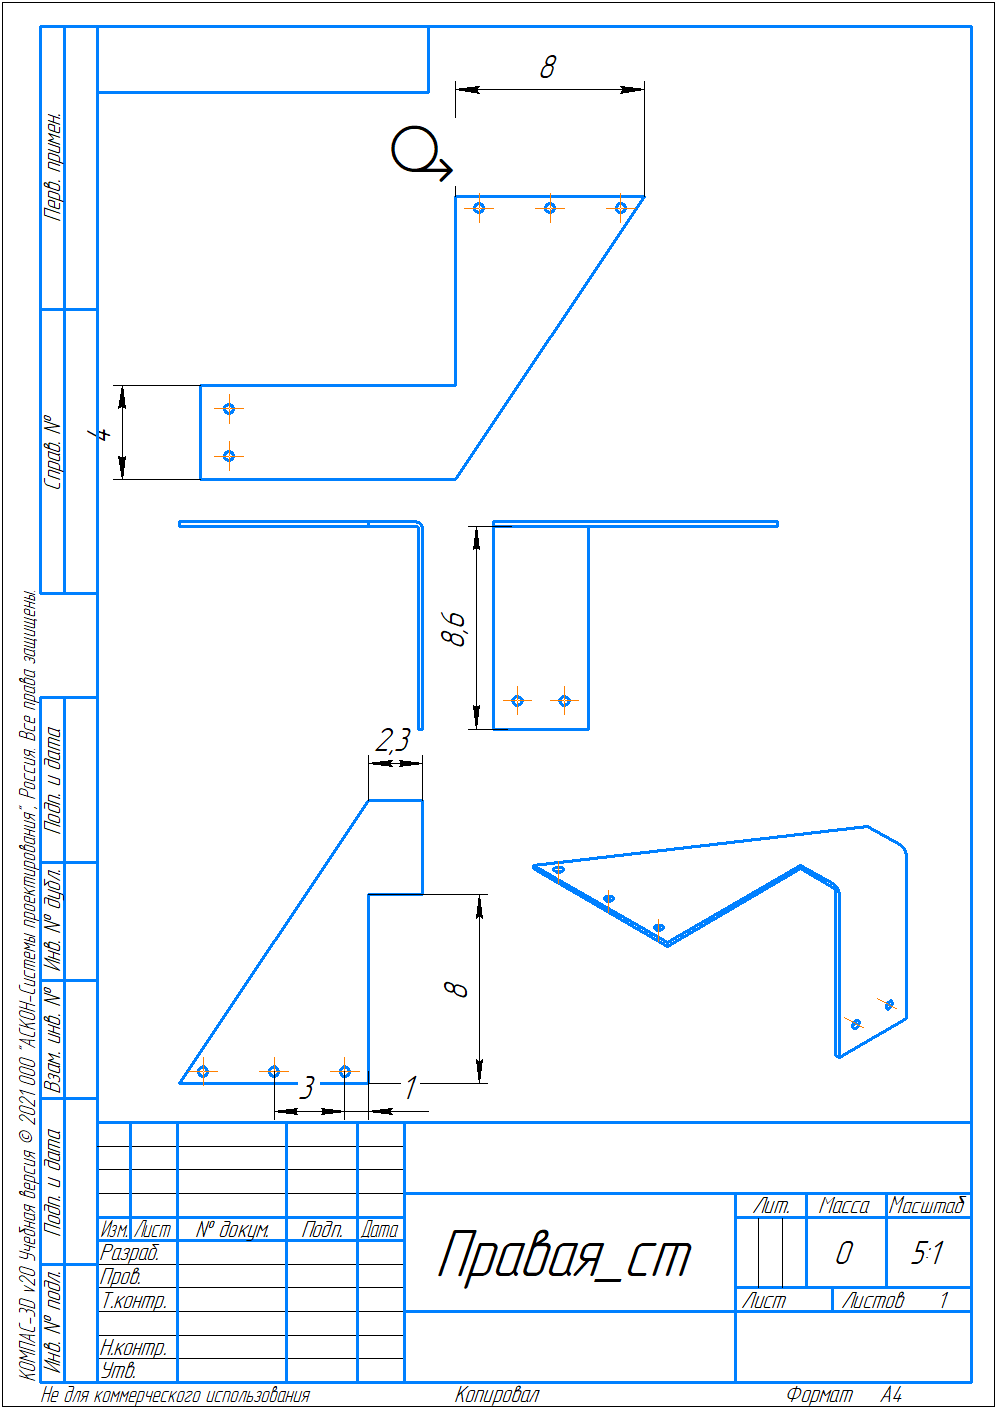 8
4
8,6
2,3
8
3
1
Перв. примен.
Справ. №
Подп. и дата
Инв. № дубл.
Взам. инв. №
Подп. и дата
Инв. № подл.
КОМПАС-3D v20 Учебная версия © 2021 ООО "АСКОН-Системы проектирования", Россия. Все права защищены.
Изм. Лист № докум. Подп. Дата
Разраб.
Пров.
Т.контр.
Н.контр.
Утв.
Правая_ст
Лит. Масса Масштаб
0 5:1
Лист Листов 1
Не для коммерческого использования Копировал Формат А4